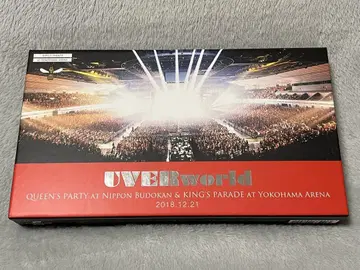 UVERworld
QUEEN'S PARTY AT NIPPON BUDOKAN & KING'S PARADE AT YOKOHAMA ARENA
2018.12.21